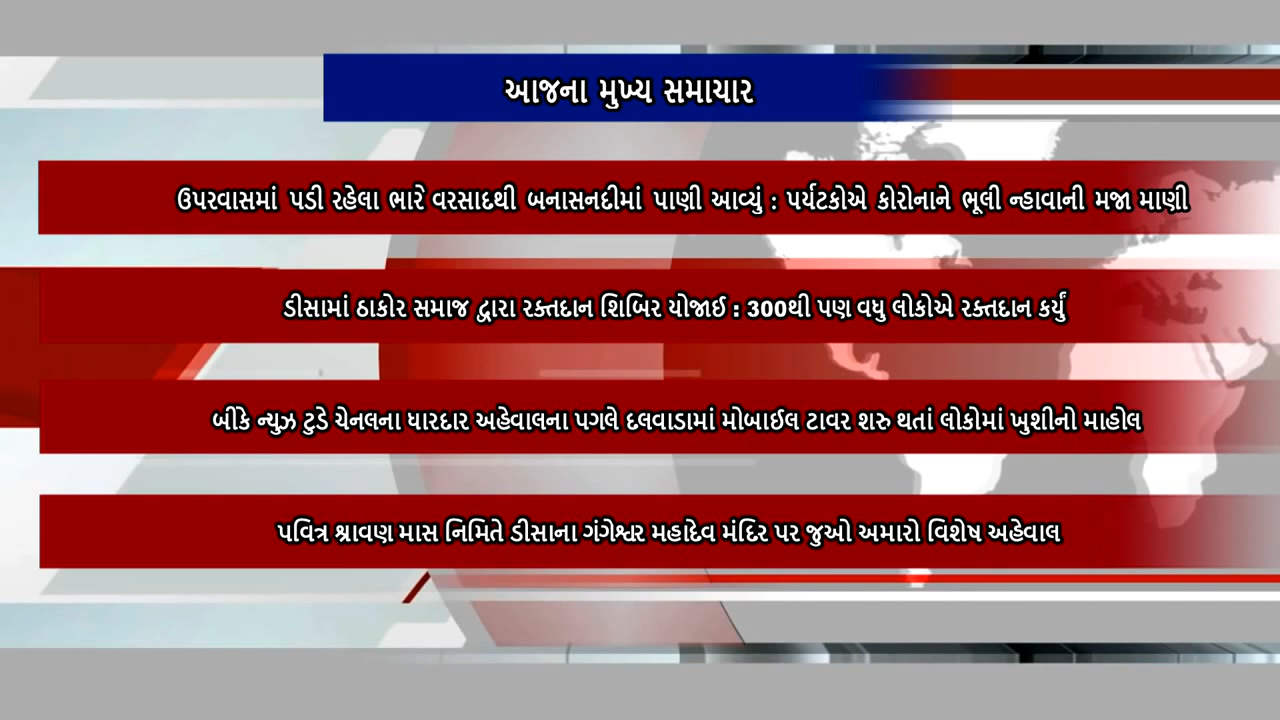 આજના મુખ્ય સમાચાર
ઉપરવાસમાં પડી રહેલા ભારે વરસાદથી બનાસનદીમાં પાણી આવ્યું : પર્યટકોએ કોરોનાને ભૂલી ન્હાવાની મજા માણી
ડીસામાં ઠાકોર સમાજ દ્વારા રક્તદાન શિબિર યોજાઈ : 300થી પણ વધુ લોકોએ રક્તદાન કર્યું
બીકે ન્યુઝ ટુડે ચેનલના ધારદાર અહેવાલના પગલે દલવાડામાં મોબાઈલ ટાવર શરુ થતાં લોકોમાં ખુશીનો માહોલ
પવિત્ર શ્રાવણ માસ નિમિતે ડીસાના ગંગેશ્વર મહાદેવ મંદિર પર જુઓ અમારો વિશેષ અહેવાલ